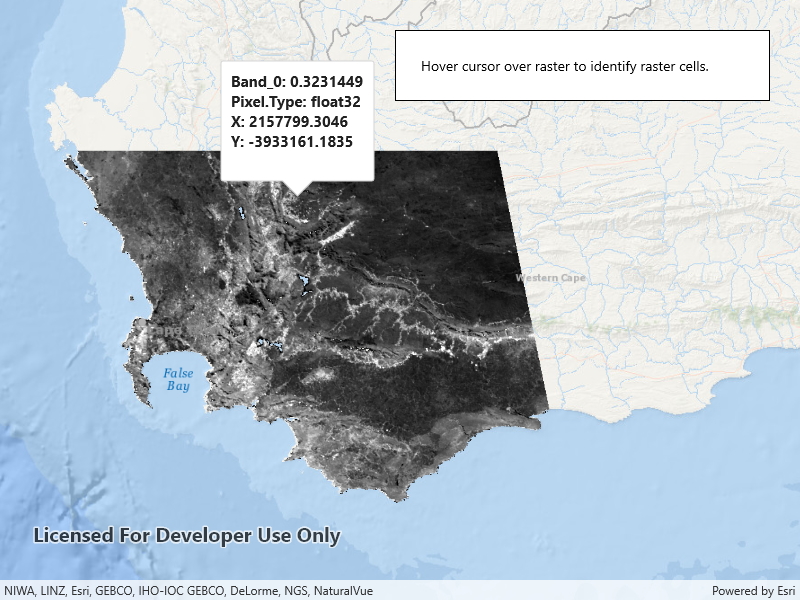 Hover cursor over raster to identify raster cells.
Band_0: 0.3231449
Pixel.Type: float32
X: 2157799.3046
Y: -3933161.1835
Western Cape
False
Bay
Licensed For Developer Use Only
NIWA, LINZ, Esri, GEBCO, IHO-IOC GEBCO, DeLorme, NGS, NaturalVue
Powered by Esri